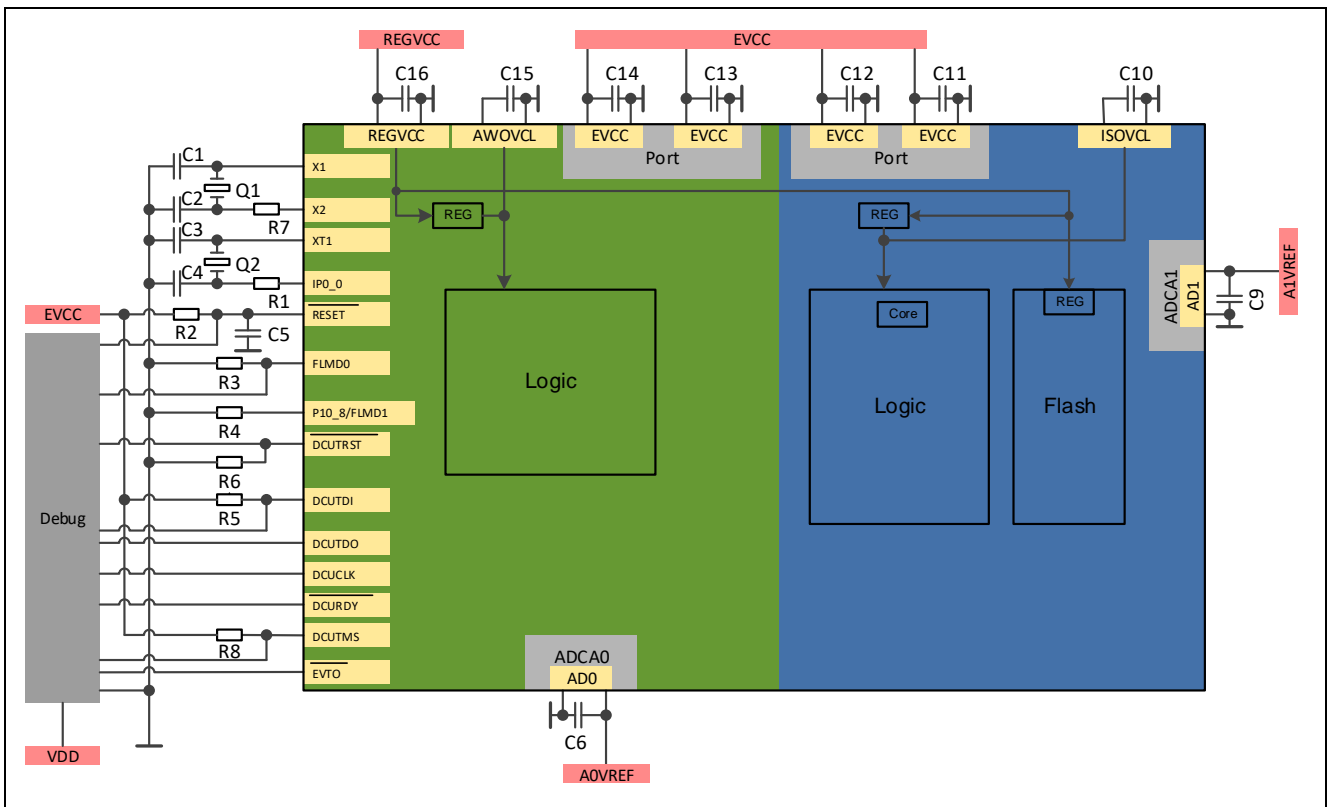 REGVCC
EVCC
C16
C15
C14
C13
C12
C11
C10
REGVCC
AWOVCL
EVCC
EVCC
EVCC
EVCC
ISOVCL
Port
Port
C1
X1
Q1
C2
X2
R7
REG
REG
C3
XT1
Q2
C4
IP0_0
R1
EVCC
RESET
R2
C5
REG
Core
ADCA1
AD1
C9
A1VREF
FLMD0
R3
Logic
Logic
Flash
P10_8/FLMD1
R4
DCUTRST
R6
DCUTDI
R5
Debug
DCUTDO
DCUCLK
DCURDY
DCUTMS
R8
EVTO
ADCA0
AD0
C6
VDD
A0VREF